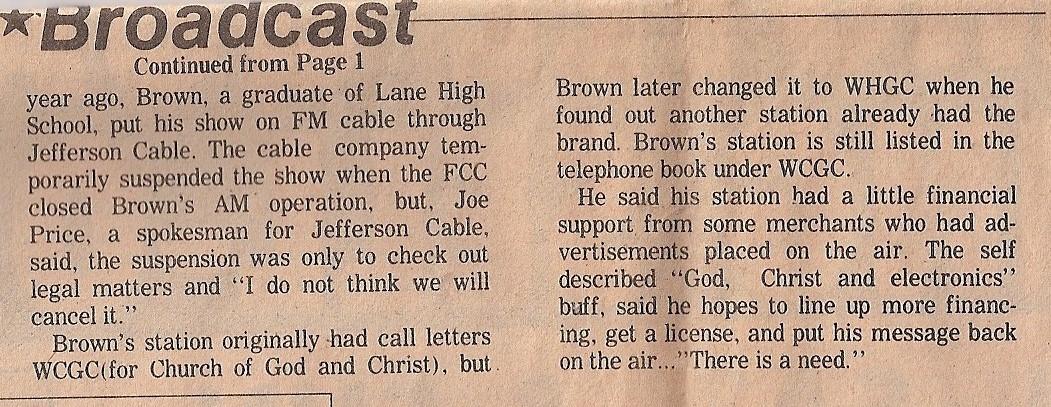 ★Broadcast
Continued from Page 1
year ago, Brown, a graduate of Lane High
School, put his show on FM cable through
Jefferson Cable. The cable company tem-
porarily suspended the show when the FCC
closed Brown's AM operation, but, Joe
Price, a spokesman for Jefferson Cable,
said, the suspension was only to check out
legal matters and "I do not think we will
cancel it."
Brown's station originally had call letters
WCGC(for Church of God and Christ), but
Brown later changed it to WHGC when he
found out another station already had the
brand. Brown's station is still listed in the
telephone book under WCGC.
He said his station had a little financial
support from some merchants who had ad-
vertisements placed on the air. The self
described "God, Christ and electronics"
buff, said he hopes to line up more financ-
ing, get a license, and put his message back
on the air..."There is a need."